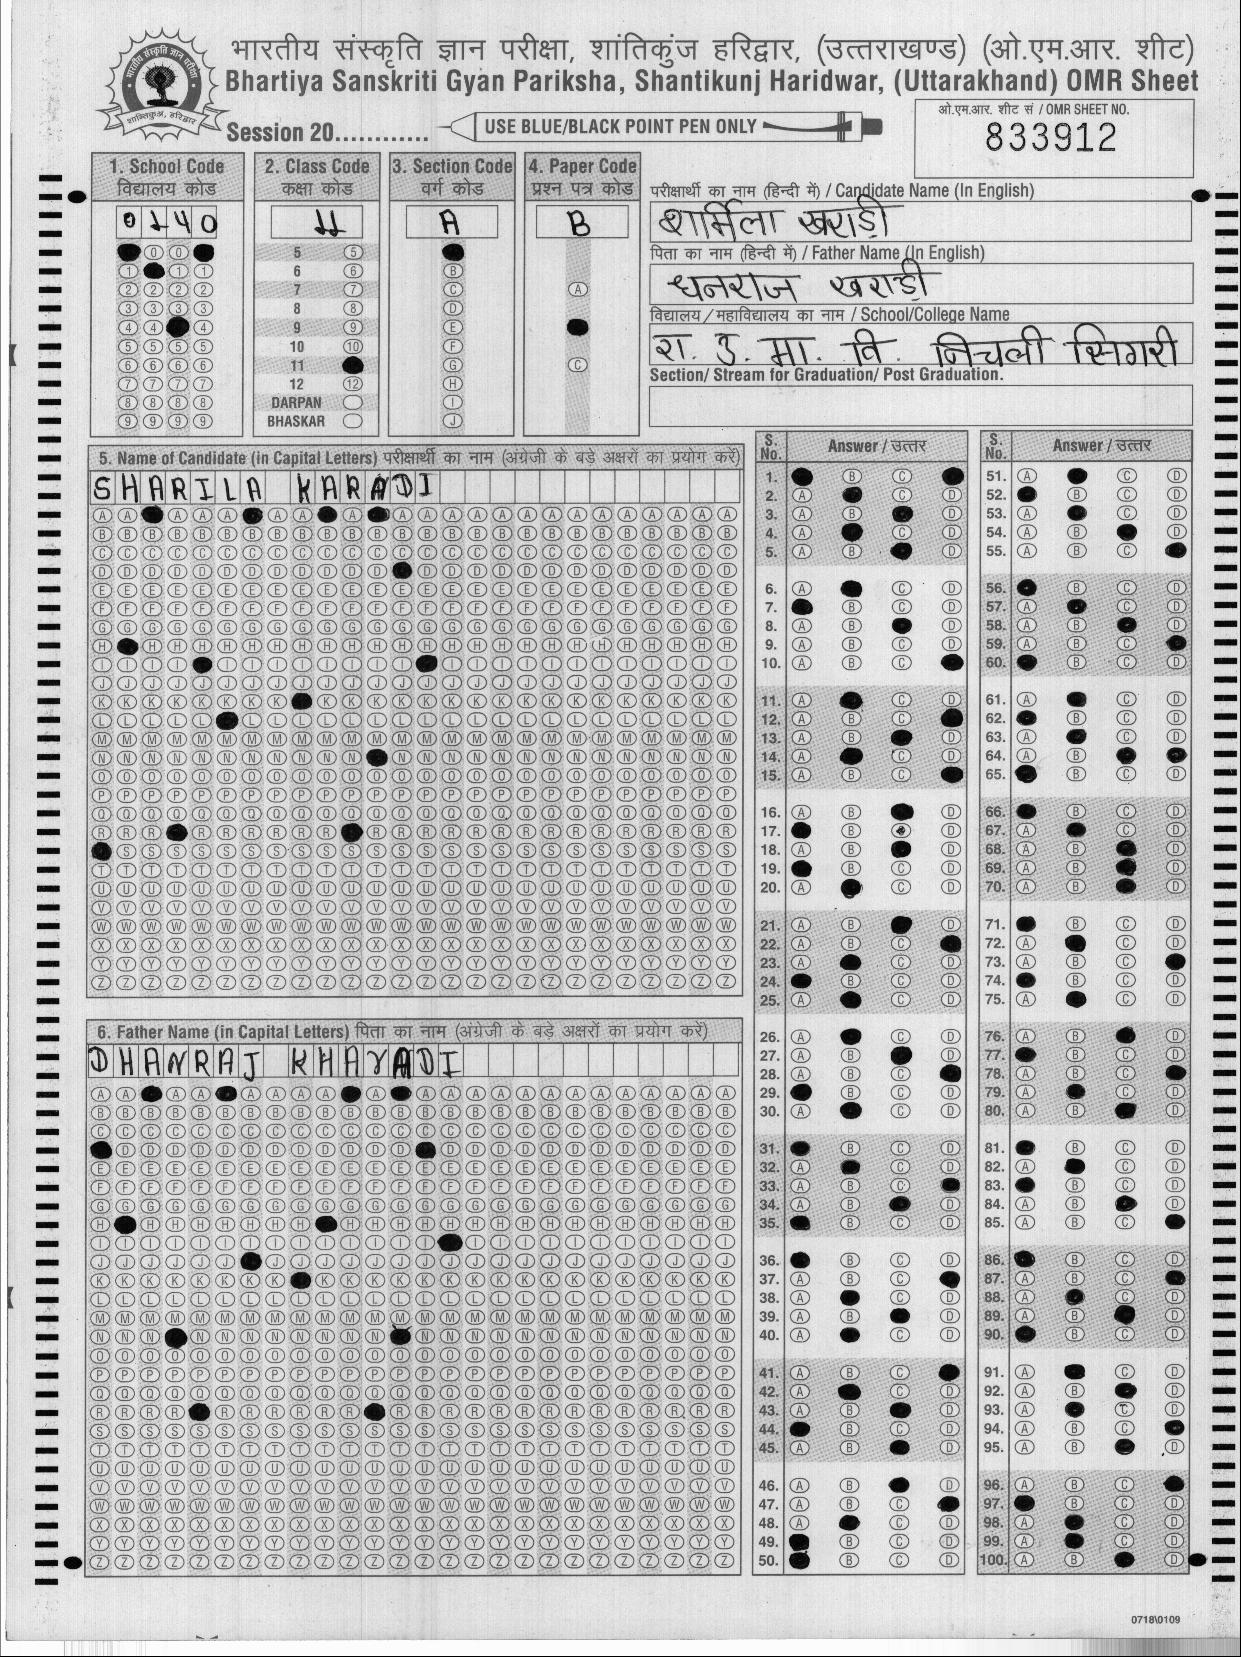 भारतीय संस्कृति ज्ञान परीक्षा, शांतिकुंज हरिद्वार, (उत्तराखण्ड) (ओ.एम.आर. शीट)
Bhartiya Sanskriti Gyan Pariksha, Shantikunj Haridwar, (Uttarakhand) OMR Sheet
Session 20............
USE BLUE/BLACK POINT PEN ONLY
ओ.एम.आर. शीट सं / OMR SHEET NO.
833912
1. School Code
विद्यालय कोड
0140
2. Class Code
कक्षा कोड
11
3. Section Code
वर्ग कोड
A
4. Paper Code
प्रश्न पत्र कोड
B
5
6
7
8
9
10
11
12
DARPAN
BHASKAR
परीक्षार्थी का नाम (हिन्दी में) / Candidate Name (In English)
शार्मिला खराड़ी
पिता का नाम (हिन्दी में) / Father Name (In English)
धनराज खराड़ी
विद्यालय / महाविद्यालय का नाम / School/College Name
रा. उ. मा. वि. निचली सिगरी
Section/ Stream for Graduation/ Post Graduation.
5. Name of Candidate (in Capital Letters) परीक्षार्थी का नाम (अंग्रेजी के बड़े अक्षरों का प्रयोग करें)
SHARILA KARADI
6. Father Name (in Capital Letters) पिता का नाम (अंग्रेजी के बड़े अक्षरों का प्रयोग करें)
DHANRAJ KHARADI
S. No. Answer / उत्तर
S. No. Answer / उत्तर
0718\0109